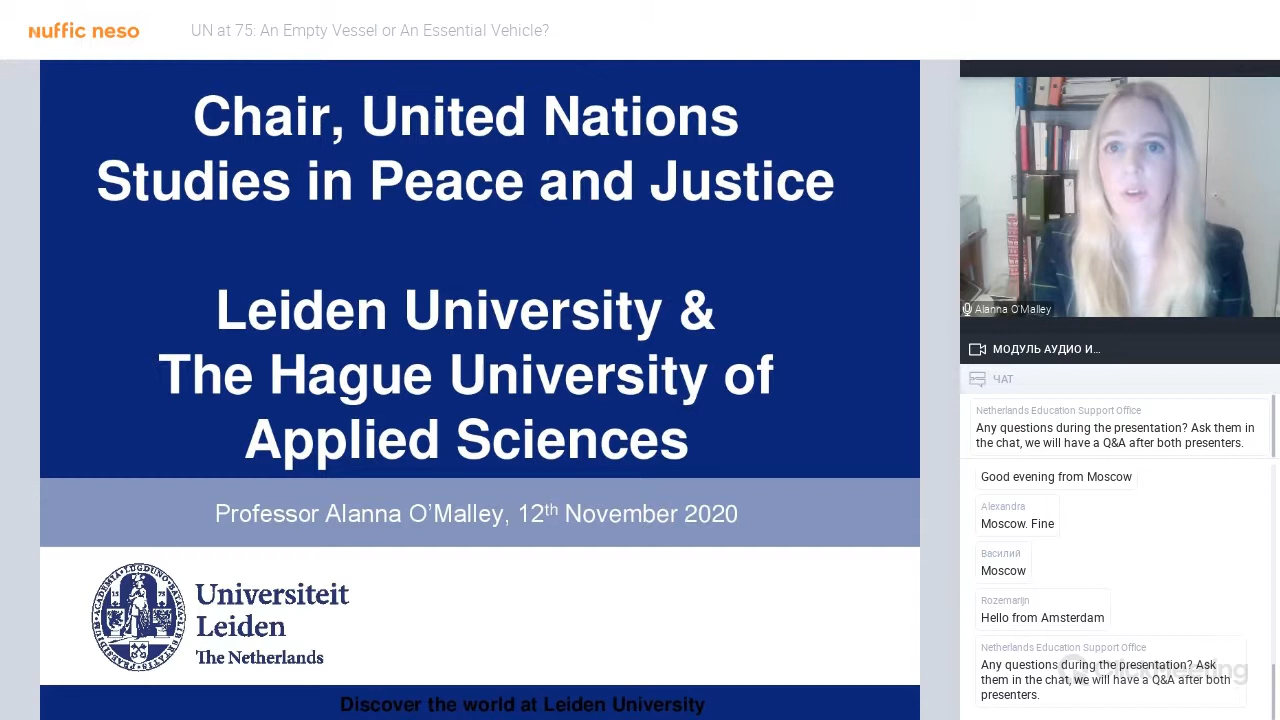 Nuffic neso
UN at 75: An Empty Vessel or An Essential Vehicle?
Chair, United Nations
Studies in Peace and Justice
Leiden University &
The Hague University of
Applied Sciences
Professor Alanna O'Malley, 12th November 2020
Universiteit
Leiden
The Netherlands
Discover the world at Leiden University
Alanna O'Malley
МОДУЛЬ АУДИО И...
ЧАТ
Netherlands Education Support Office
Any questions during the presentation? Ask them in
the chat, we will have a Q&A after both presenters.
Good evening from Moscow
Alexandra
Moscow. Fine
Василий
Moscow
Rozemarijn
Hello from Amsterdam
Netherlands Education Support Office
Any questions during the presentation? Ask
them in the chat, we will have a Q&A after both
presenters.